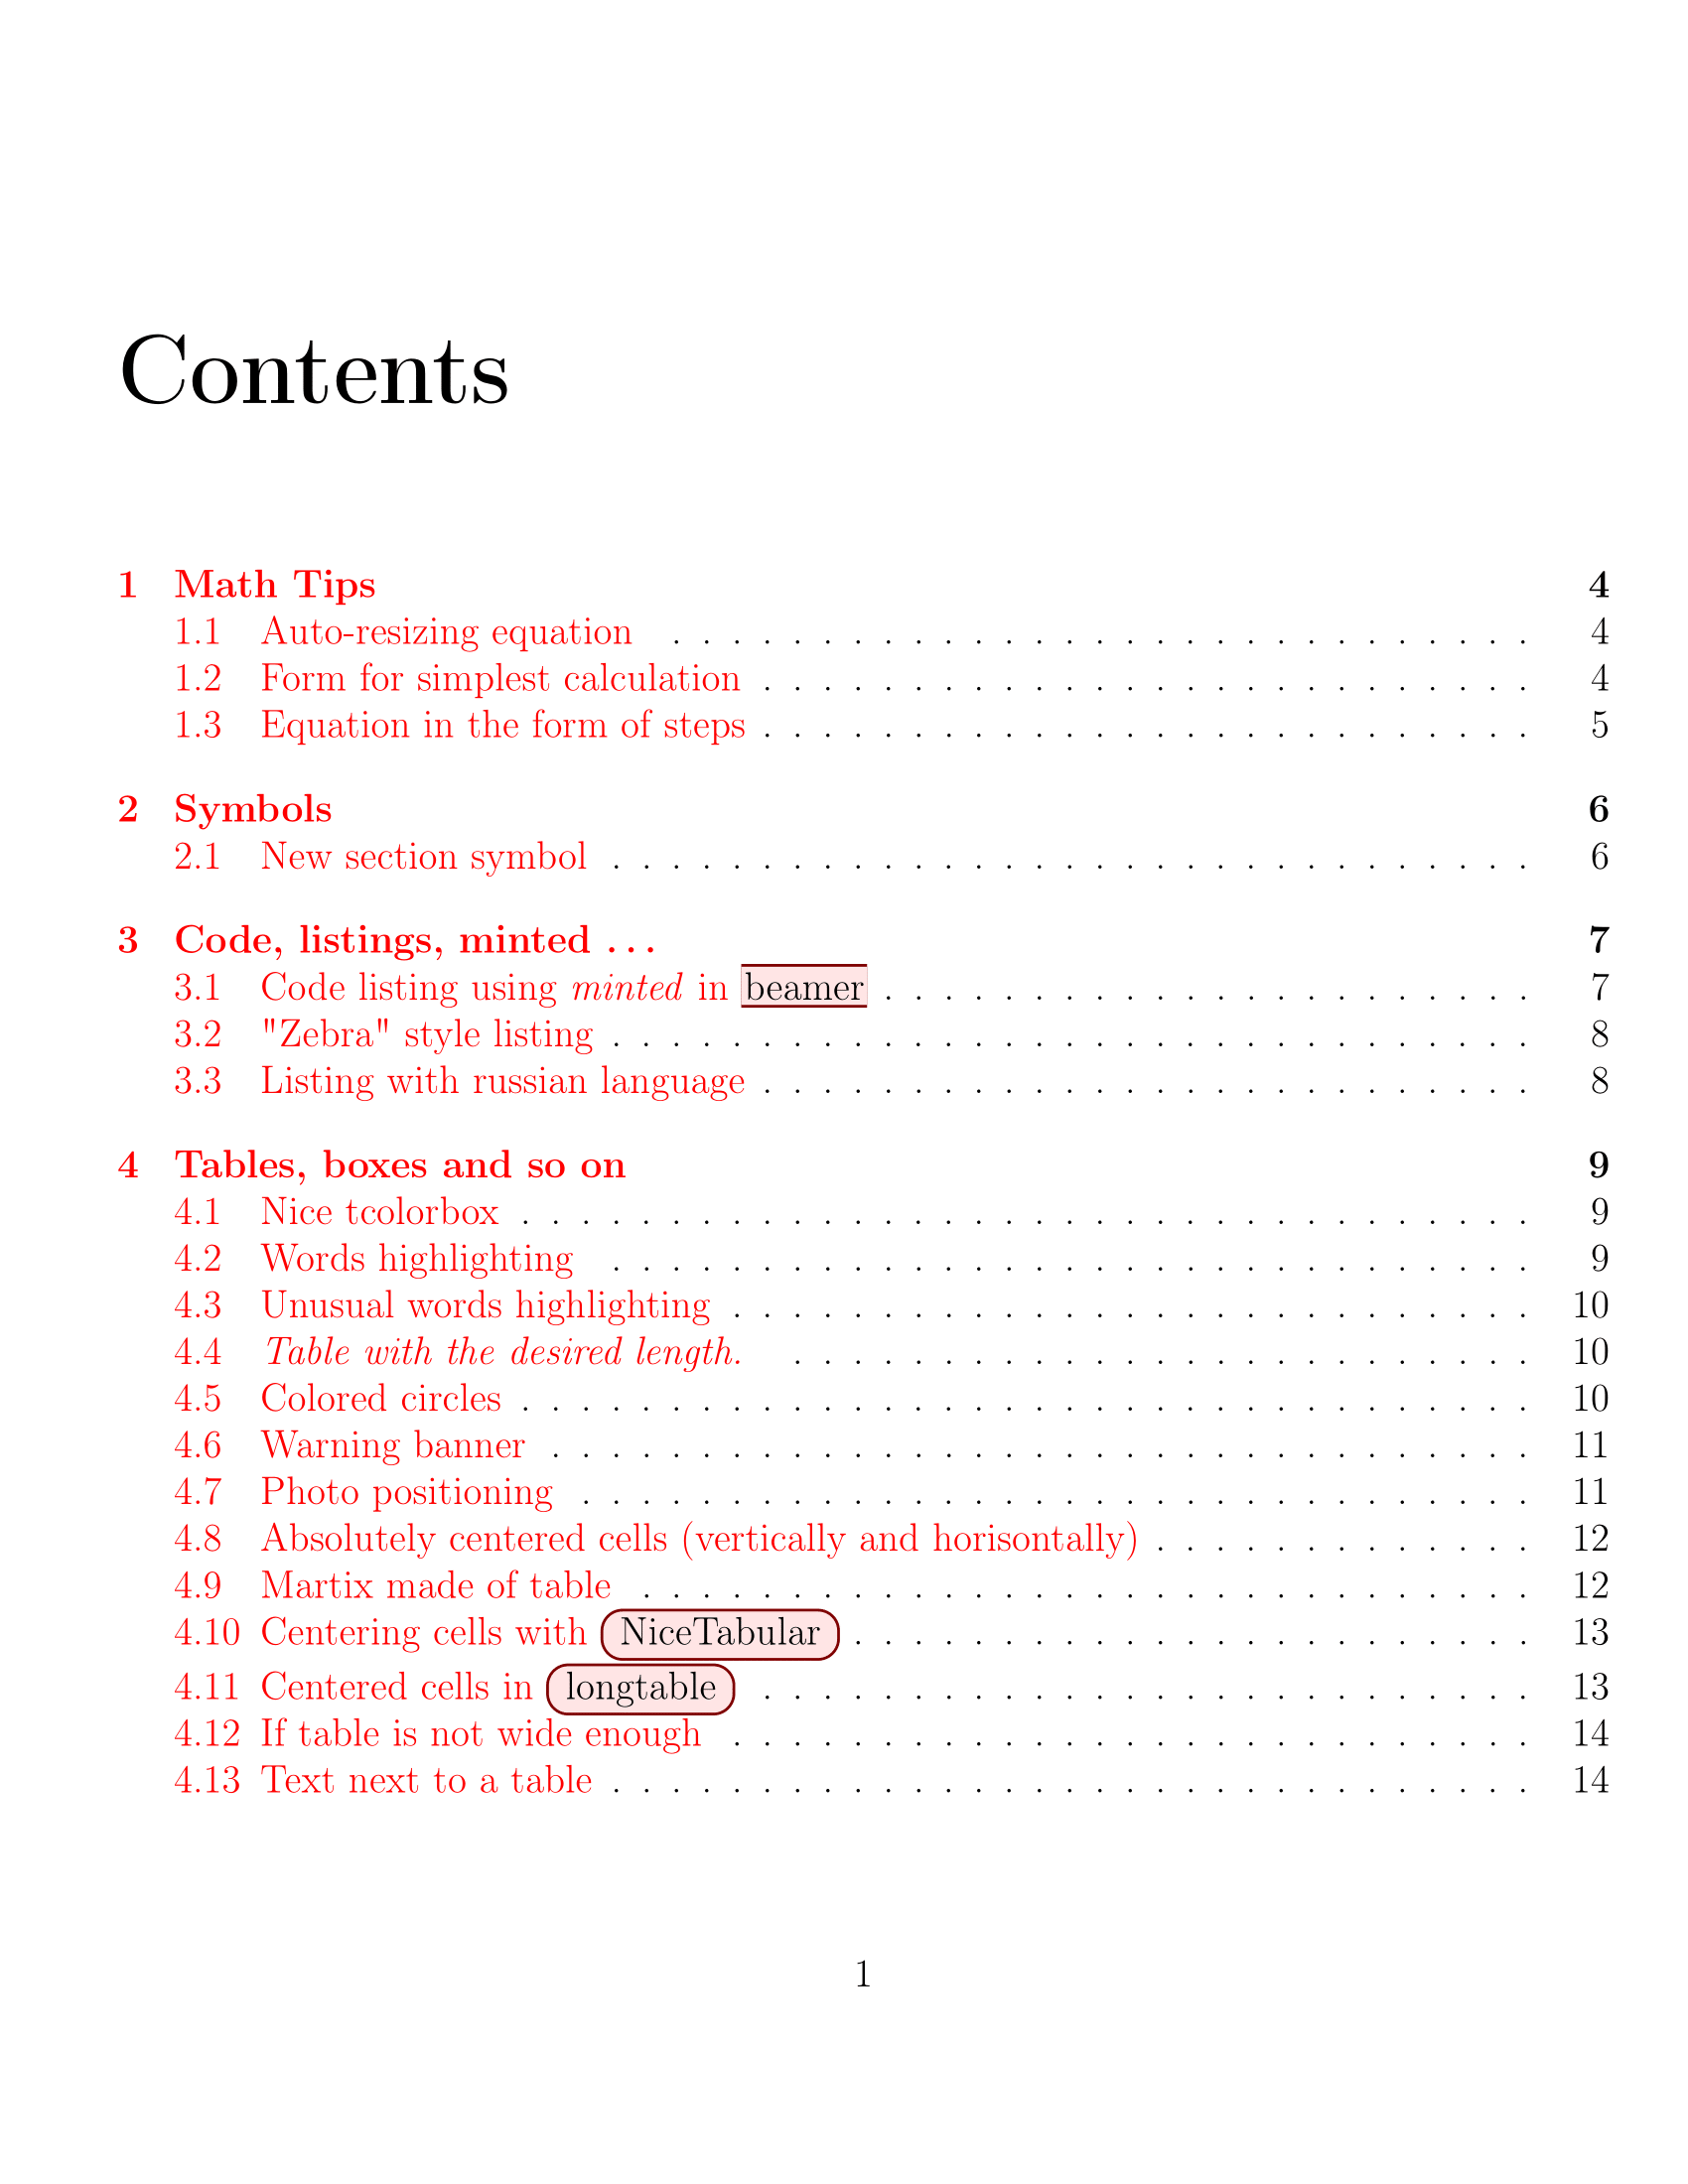 Contents
1 Math Tips 4
1.1 Auto-resizing equation . . . . . . . . . . . . . . . . . . . . . . . . . . . . . 4
1.2 Form for simplest calculation . . . . . . . . . . . . . . . . . . . . . . . . . . 4
1.3 Equation in the form of steps . . . . . . . . . . . . . . . . . . . . . . . . . . 5
2 Symbols 6
2.1 New section symbol . . . . . . . . . . . . . . . . . . . . . . . . . . . . . . . 6
3 Code, listings, minted . . . 7
3.1 Code listing using minted in beamer . . . . . . . . . . . . . . . . . . . . . . 7
3.2 "Zebra" style listing . . . . . . . . . . . . . . . . . . . . . . . . . . . . . . . 8
3.3 Listing with russian language . . . . . . . . . . . . . . . . . . . . . . . . . . 8
4 Tables, boxes and so on 9
4.1 Nice tcolorbox . . . . . . . . . . . . . . . . . . . . . . . . . . . . . . . . . . 9
4.2 Words highlighting . . . . . . . . . . . . . . . . . . . . . . . . . . . . . . . 9
4.3 Unusual words highlighting . . . . . . . . . . . . . . . . . . . . . . . . . . . 10
4.4 Table with the desired length. . . . . . . . . . . . . . . . . . . . . . . . . . 10
4.5 Colored circles . . . . . . . . . . . . . . . . . . . . . . . . . . . . . . . . . . 10
4.6 Warning banner . . . . . . . . . . . . . . . . . . . . . . . . . . . . . . . . . 11
4.7 Photo positioning . . . . . . . . . . . . . . . . . . . . . . . . . . . . . . . . 11
4.8 Absolutely centered cells (vertically and horisontally) . . . . . . . . . . . . . 12
4.9 Martix made of table . . . . . . . . . . . . . . . . . . . . . . . . . . . . . . 12
4.10 Centering cells with NiceTabular . . . . . . . . . . . . . . . . . . . . . . . 13
4.11 Centered cells in longtable . . . . . . . . . . . . . . . . . . . . . . . . . . 13
4.12 If table is not wide enough . . . . . . . . . . . . . . . . . . . . . . . . . . . 14
4.13 Text next to a table . . . . . . . . . . . . . . . . . . . . . . . . . . . . . . . 14
1